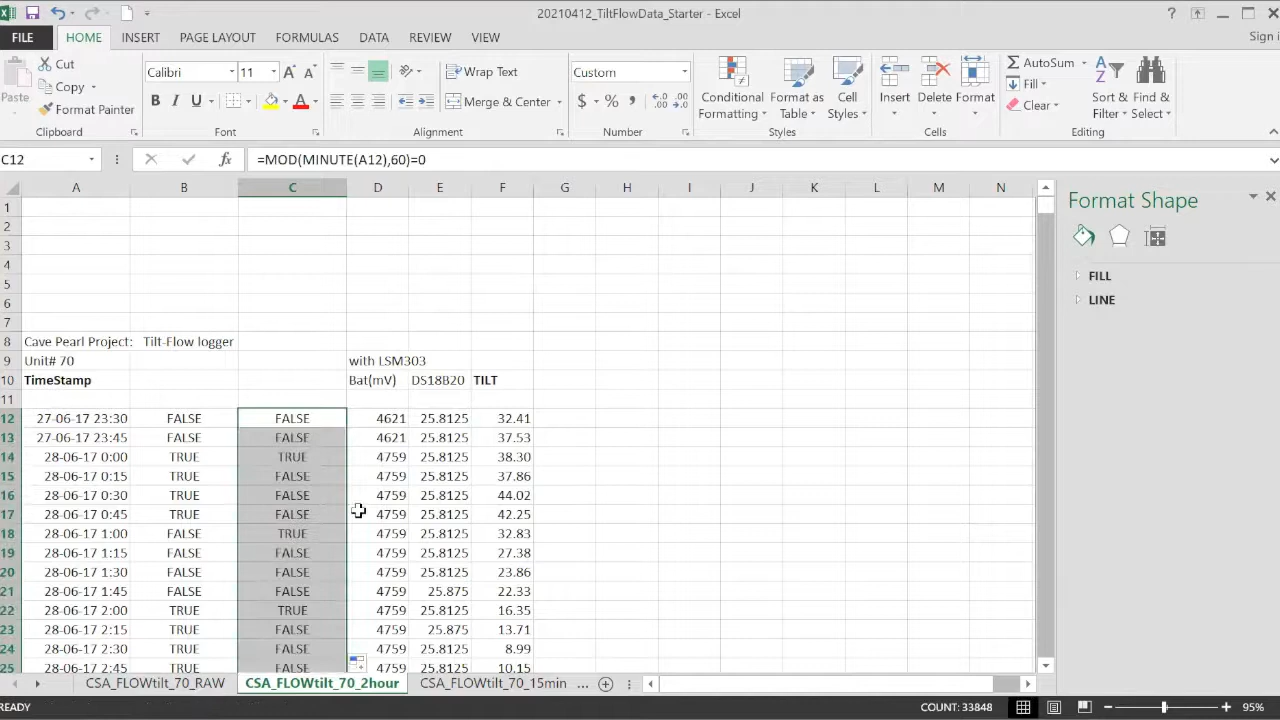 20210412_TiltFlowData_Starter - Excel
FILE HOME INSERT PAGE LAYOUT FORMULAS DATA REVIEW VIEW Sign i
Paste Cut Copy Format Painter Clipboard
Calibri 11 B I U A A A Font
Wrap Text Merge & Center Alignment
Custom $ % , Number
Conditional Formatting Format as Table Cell Styles Styles
Insert Delete Format Cells
AutoSum Fill Clear Sort & Filter Find & Select Editing
C12 fx =MOD(MINUTE(A12),60)=0
A B C D E F G H I J K L M N
1
2
3
4
5
6
7
8 Cave Pearl Project: Tilt-Flow logger
9 Unit# 70 with LSM303
10 TimeStamp Bat(mV) DS18B20 TILT
11
12 27-06-17 23:30 FALSE FALSE 4621 25.8125 32.41
13 27-06-17 23:45 FALSE FALSE 4621 25.8125 37.53
14 28-06-17 0:00 TRUE TRUE 4759 25.8125 38.30
15 28-06-17 0:15 TRUE FALSE 4759 25.8125 37.86
16 28-06-17 0:30 TRUE FALSE 4759 25.8125 44.02
17 28-06-17 0:45 TRUE FALSE 4759 25.8125 42.25
18 28-06-17 1:00 FALSE TRUE 4759 25.8125 32.83
19 28-06-17 1:15 FALSE FALSE 4759 25.8125 27.38
20 28-06-17 1:30 FALSE FALSE 4759 25.8125 23.86
21 28-06-17 1:45 FALSE FALSE 4759 25.875 22.33
22 28-06-17 2:00 TRUE TRUE 4759 25.8125 16.35
23 28-06-17 2:15 TRUE FALSE 4759 25.875 13.71
24 28-06-17 2:30 TRUE FALSE 4759 25.8125 8.99
25 28-06-17 2:45 TRUE FALSE 4759 25.8125 10.15
Format Shape
FILL
LINE
CSA_FLOWtilt_70_RAW CSA_FLOWtilt_70_2hour CSA_FLOWtilt_70_15min ...
READY COUNT: 33848 95%